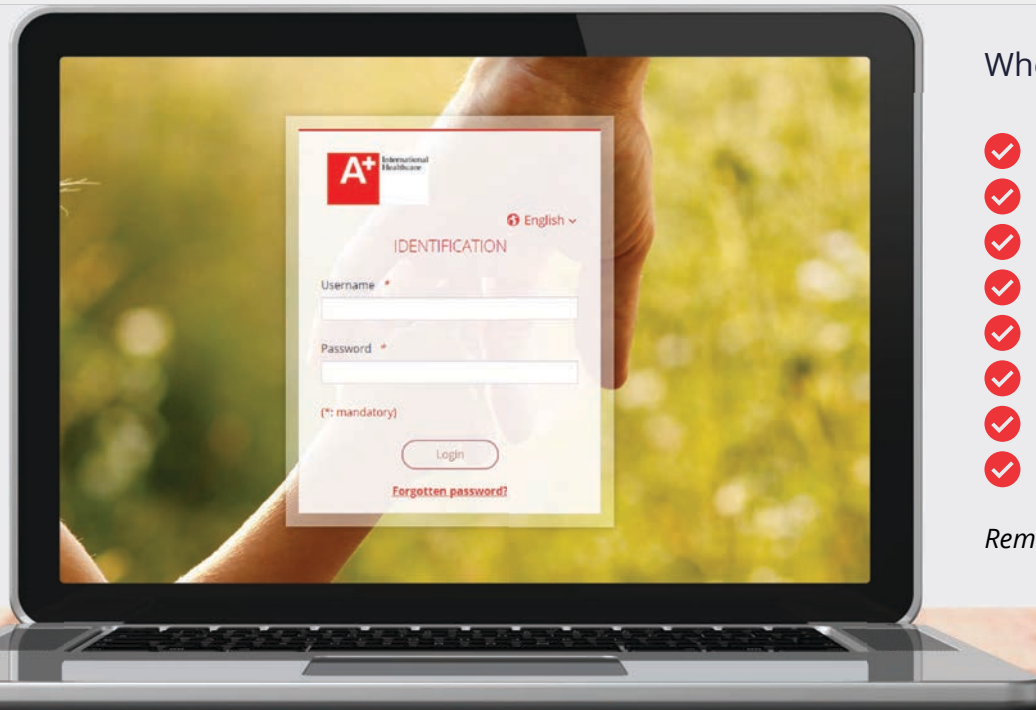 A+
International
Healthcare
English
IDENTIFICATION
Username *
Password *
(*: mandatory)
Login
Forgotten password?
Whe
Rem